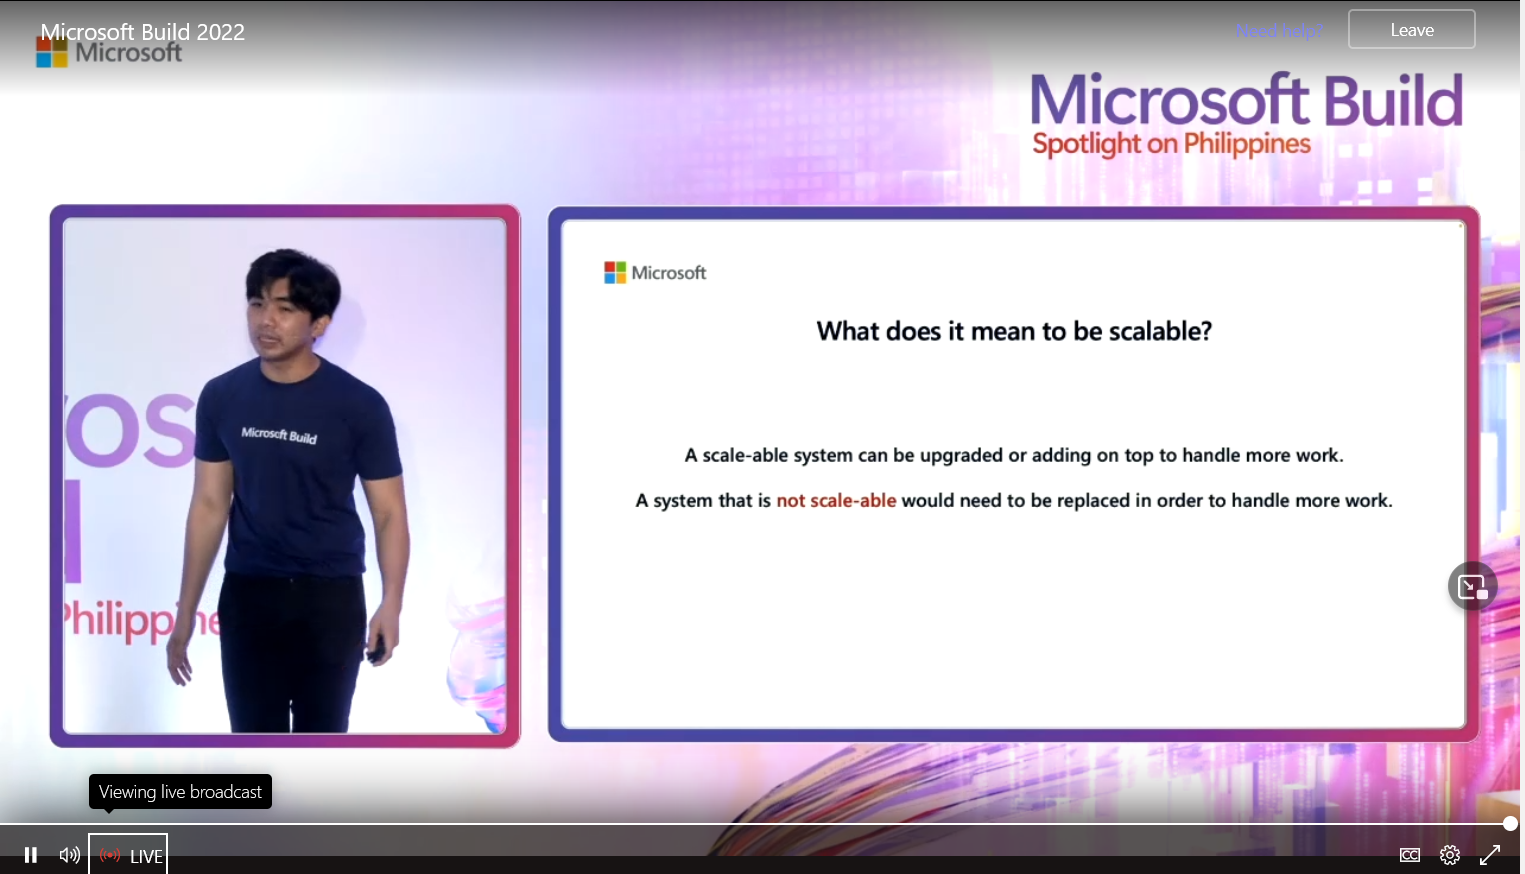 Microsoft Build 2022
Need help?
Leave
Microsoft
Microsoft Build
Spotlight on Philippines
Microsoft
What does it mean to be scalable?
A scale-able system can be upgraded or adding on top to handle more work.
A system that is not scale-able would need to be replaced in order to handle more work.
Microsoft Build
os
Philippine
Viewing live broadcast
LIVE
CC